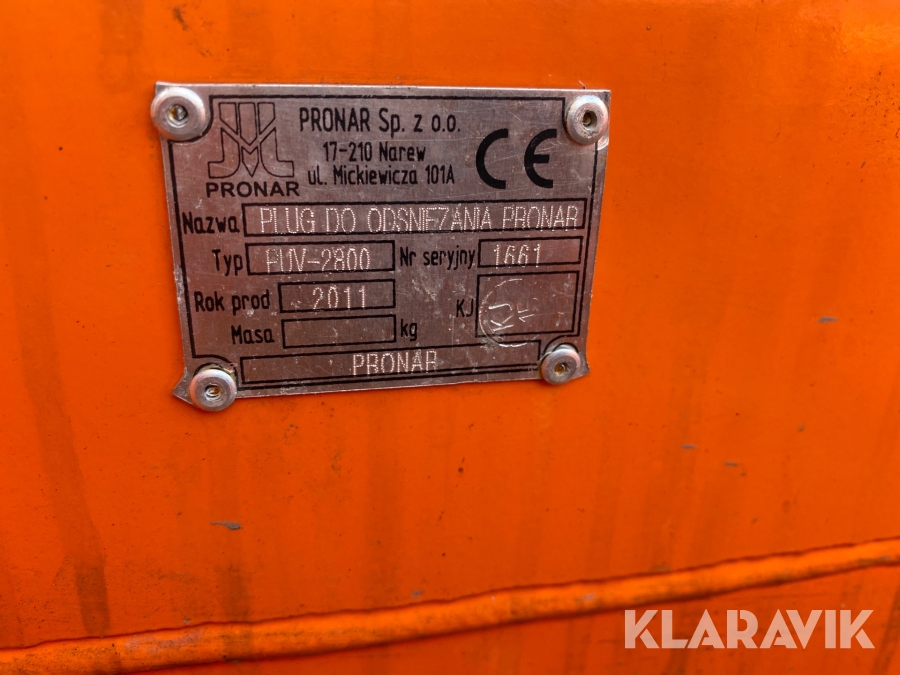 PRONAR Sp. z o.o.
17-210 Narew
ul. Mickiewicza 101A
CE
PRONAR
Nazwa PLUG DO ODSNIEZANIA PRONAR
Typ PUV-2800 Nr seryjny 1661
Rok prod 2011 KJ KJ
Masa kg
PRONAR
KLARAVIK